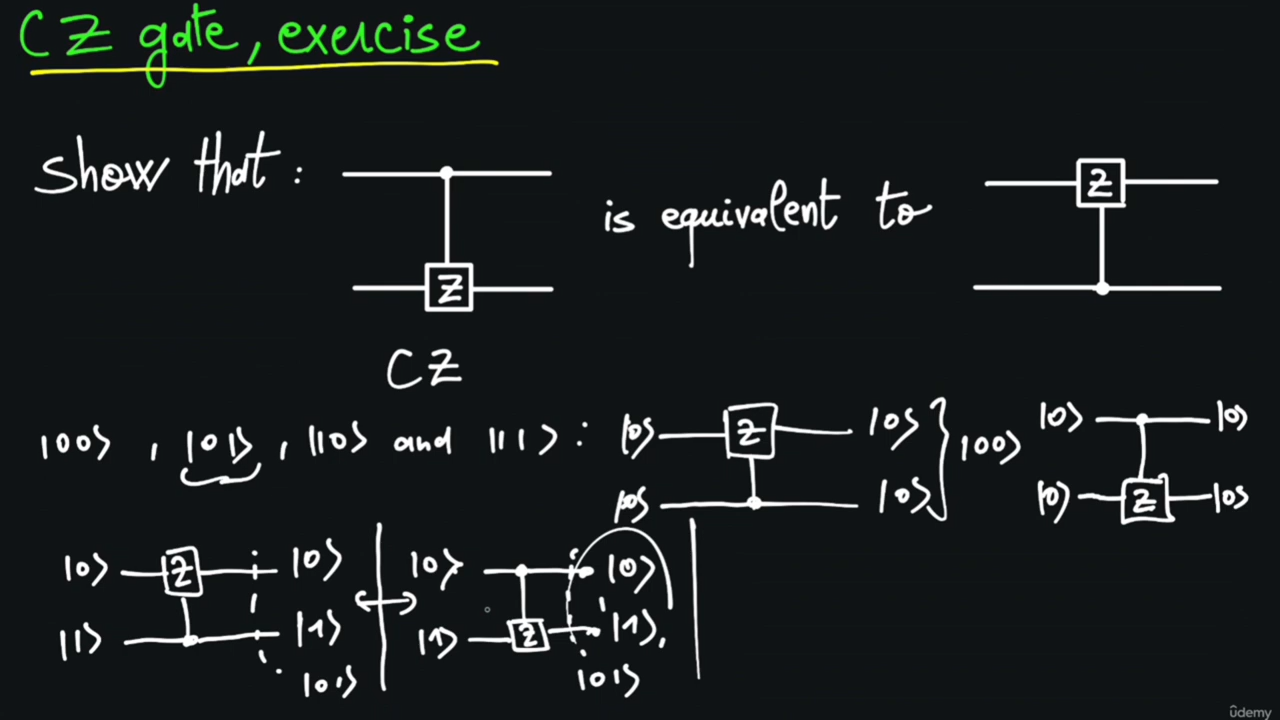 CZ gate, exercise
Show that :
Z
is equivalent to
Z
CZ
|00⟩ , |01⟩ , |10⟩ and |11⟩ :
|0⟩ Z |0⟩
|0⟩ |0⟩
} |00⟩
|0⟩ |0⟩
|0⟩ Z |0⟩
|0⟩ Z |0⟩
|1⟩ |1⟩
|01⟩
|0⟩ |0⟩
|1⟩ Z |1⟩,
|01⟩
ûdemy